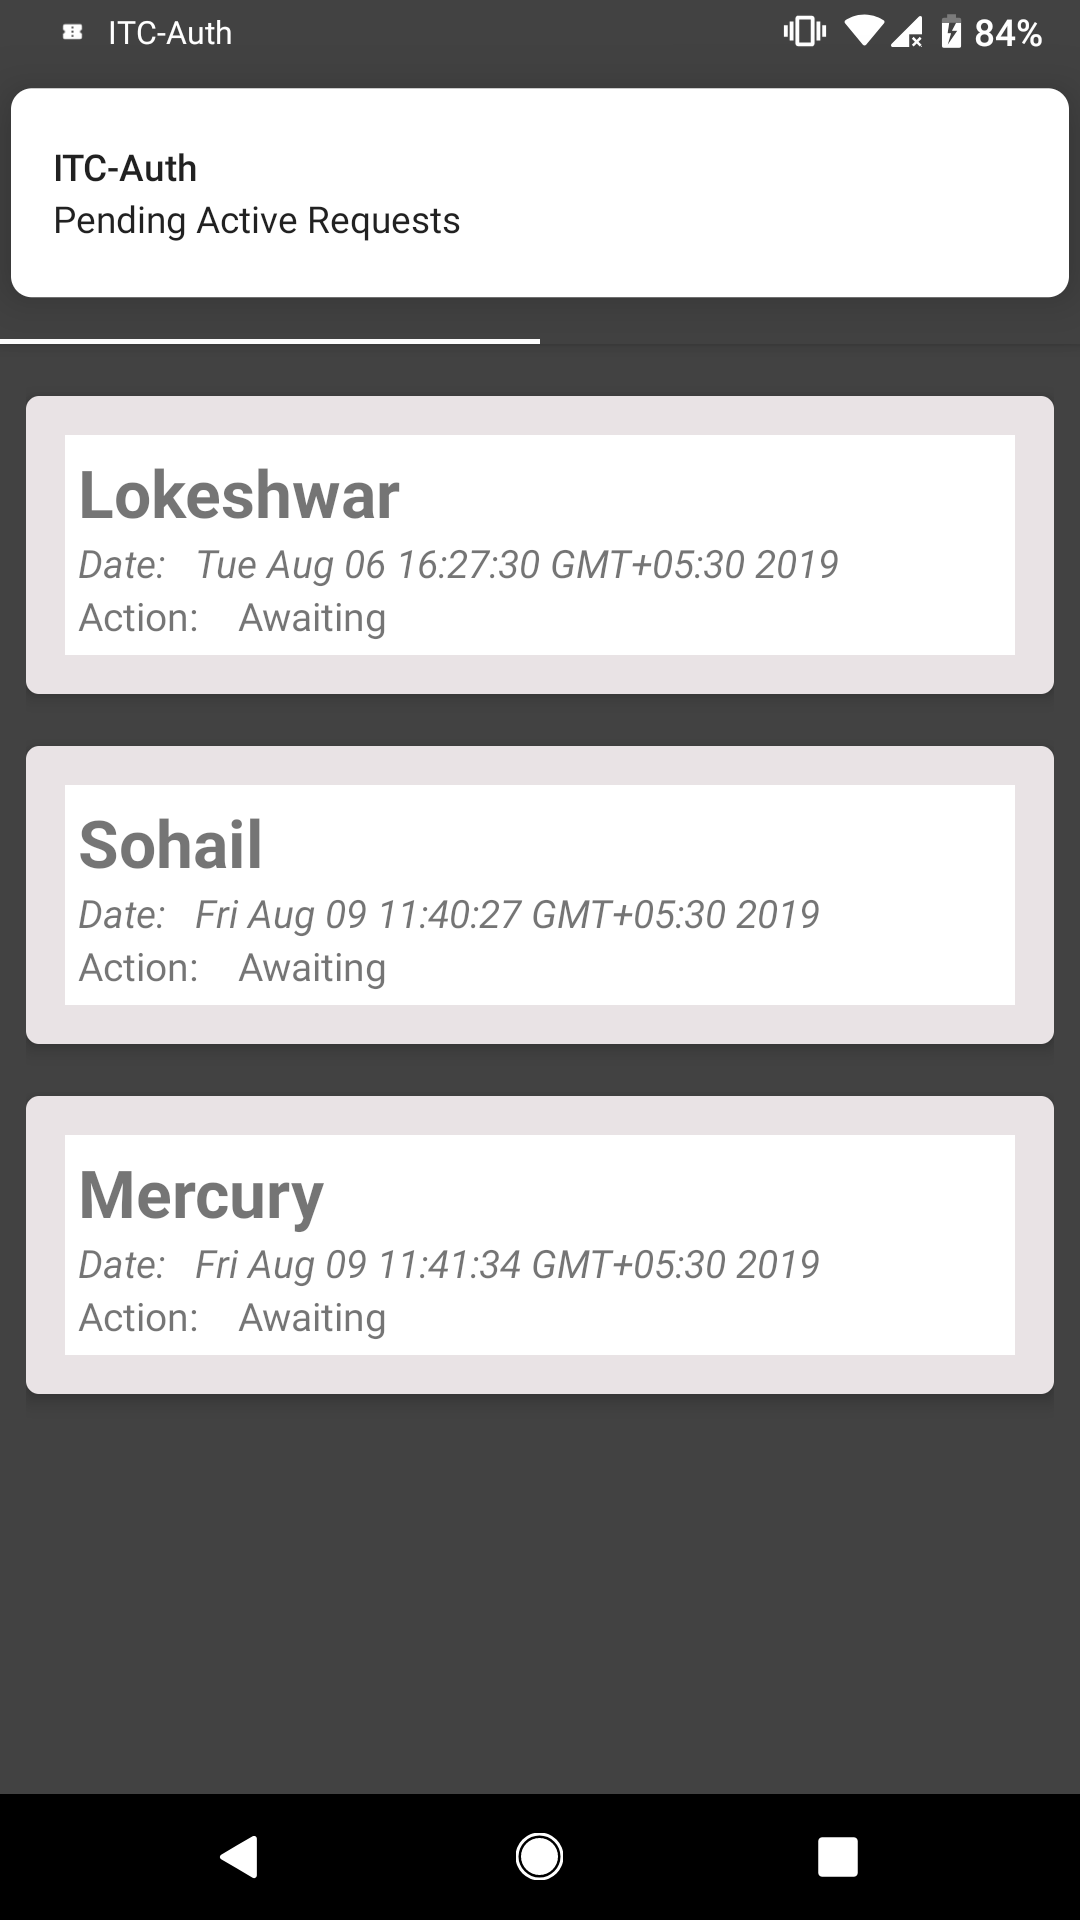 ITC-Auth
84%
ITC-Auth
Pending Active Requests
Lokeshwar
Date: Tue Aug 06 16:27:30 GMT+05:30 2019
Action: Awaiting
Sohail
Date: Fri Aug 09 11:40:27 GMT+05:30 2019
Action: Awaiting
Mercury
Date: Fri Aug 09 11:41:34 GMT+05:30 2019
Action: Awaiting